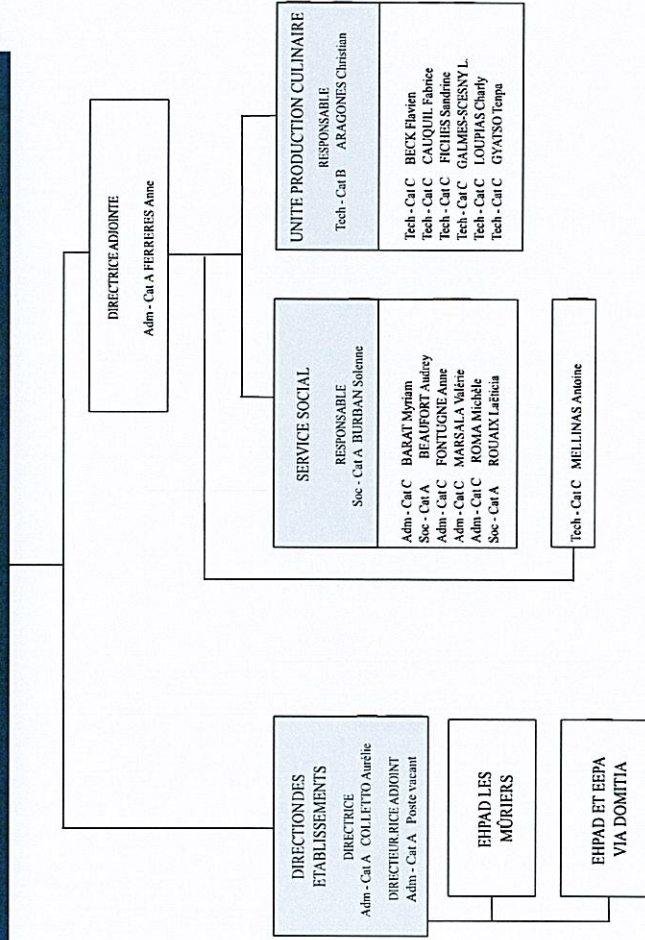 DIRECTRICE ADJOINTE
Adm - Cat A FERRERES Anne
DIRECTIONDES
ETABLISSEMENTS
DIRECTRICE
Adm - Cat A COLLETTO Aurélie
DIRECTEUR.RICE ADJOINT
Adm - Cat A Poste vacant
EHPAD LES
MÛRIERS
EHPAD ET EEPA
VIA DOMITIA
SERVICE SOCIAL
RESPONSABLE
Soc - Cat A BURBAN Solenne
Adm - Cat C BARAT Myriam
Soc - Cat A BEAUFORT Audrey
Adm - Cat C FONTUGNE Anne
Adm - Cat C MARSALA Valérie
Adm - Cat C ROMA Michèle
Soc - Cat A ROUAIX Laëticia
Tech - Cat C MELLINAS Antoine
UNITE PRODUCTION CULINAIRE
RESPONSABLE
Tech - Cat B ARAGONES Christian
Tech - Cat C BECK Flavien
Tech - Cat C CAUQUIL Fabrice
Tech - Cat C FICHES Sandrine
Tech - Cat C GALMES-SCESNY L.
Tech - Cat C LOUPIAS Charly
Tech - Cat C GYATSO Tenpa